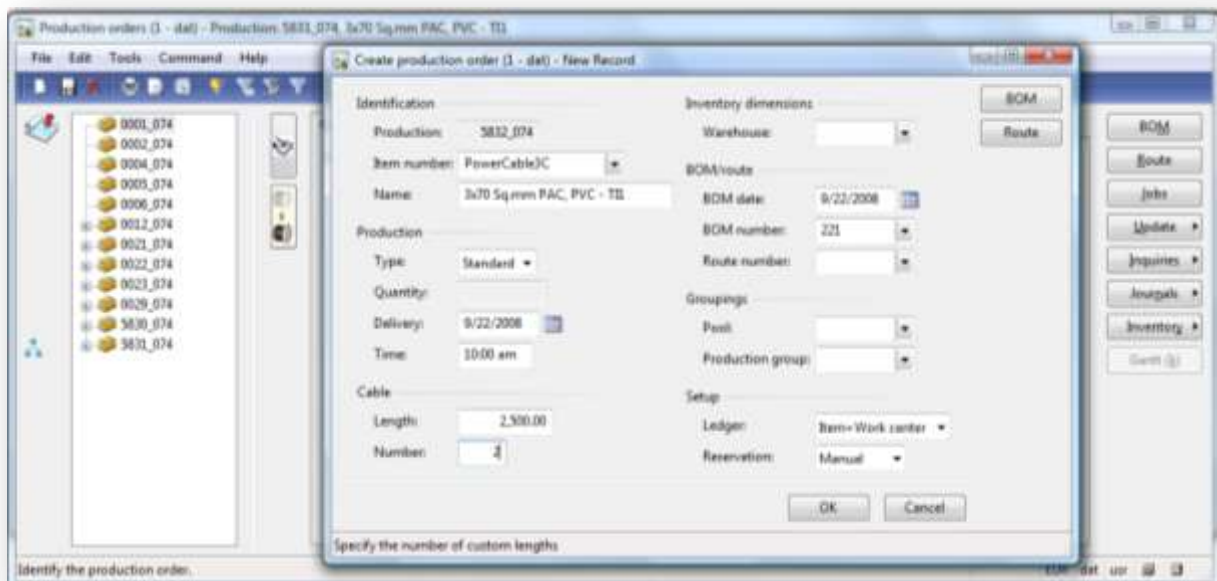 Production orders (1 - dat) - Production: 5831_074, 3x70 Sq.mm PAC, PVC - TI1
File Edit Tools Command Help
Create production order (1 - dat) - New Record
0001_074
0002_074
0004_074
0005_074
0006_074
0012_074
0021_074
0022_074
0023_074
0029_074
5830_074
5831_074
Identification
Production: 5832_074
Item number: PowerCable3C
Name: 3x70 Sq.mm PAC, PVC - TI1
Production
Type: Standard
Quantity:
Delivery: 9/22/2008
Time: 10:00 am
Cable
Length: 2,500.00
Number: 2
Inventory dimensions
Warehouse:
BOM/route
BOM date: 9/22/2008
BOM number: 221
Route number:
Groupings
Pool:
Production group:
Setup
Ledger: Item+Work center
Reservation: Manual
BOM
Route
OK Cancel
Specify the number of custom lengths
BOM
Route
Jobs
Update
Inquiries
Journals
Inventory
Gantt
Identify the production order.
EUR dat usr